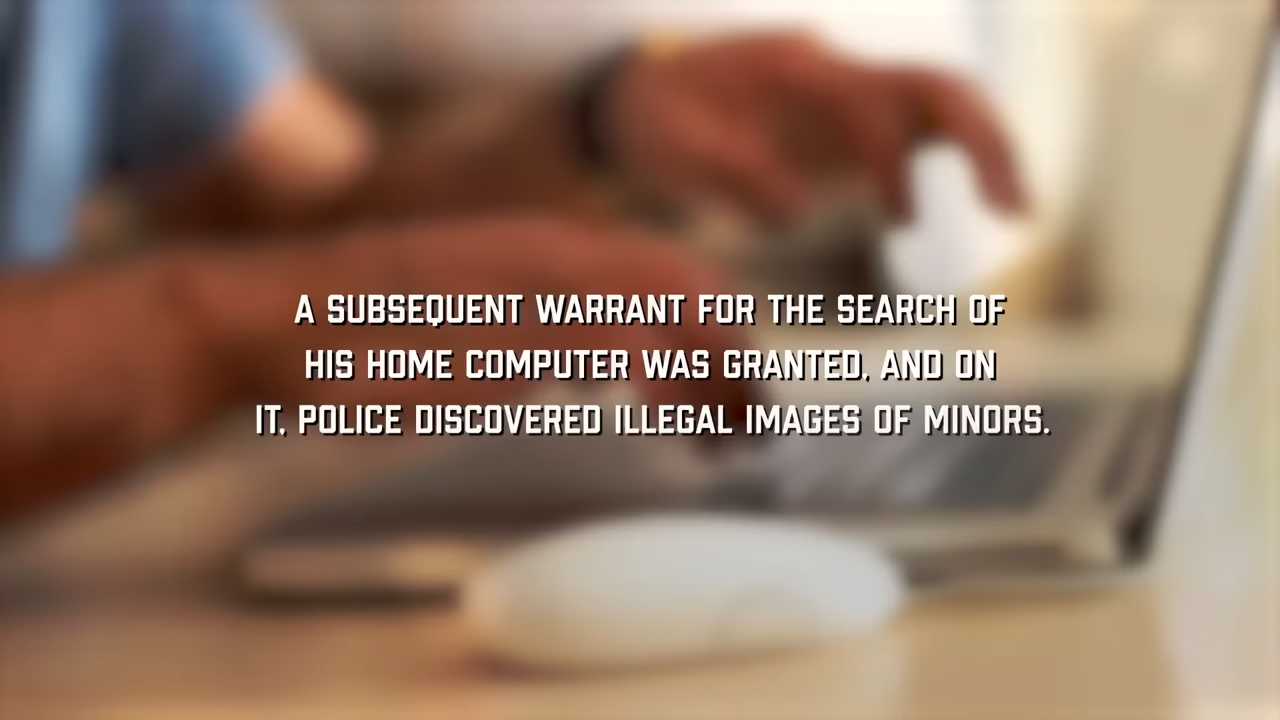 A SUBSEQUENT WARRANT FOR THE SEARCH OF
HIS HOME COMPUTER WAS GRANTED, AND ON
IT, POLICE DISCOVERED ILLEGAL IMAGES OF MINORS.